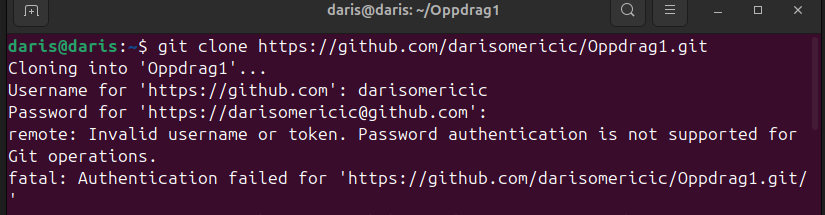 daris@daris: ~/Oppdrag1
daris@daris:~$ git clone https://github.com/darisomericic/Oppdrag1.git
Cloning into 'Oppdrag1'...
Username for 'https://github.com': darisomericic
Password for 'https://darisomericic@github.com':
remote: Invalid username or token. Password authentication is not supported for
Git operations.
fatal: Authentication failed for 'https://github.com/darisomericic/Oppdrag1.git/
'